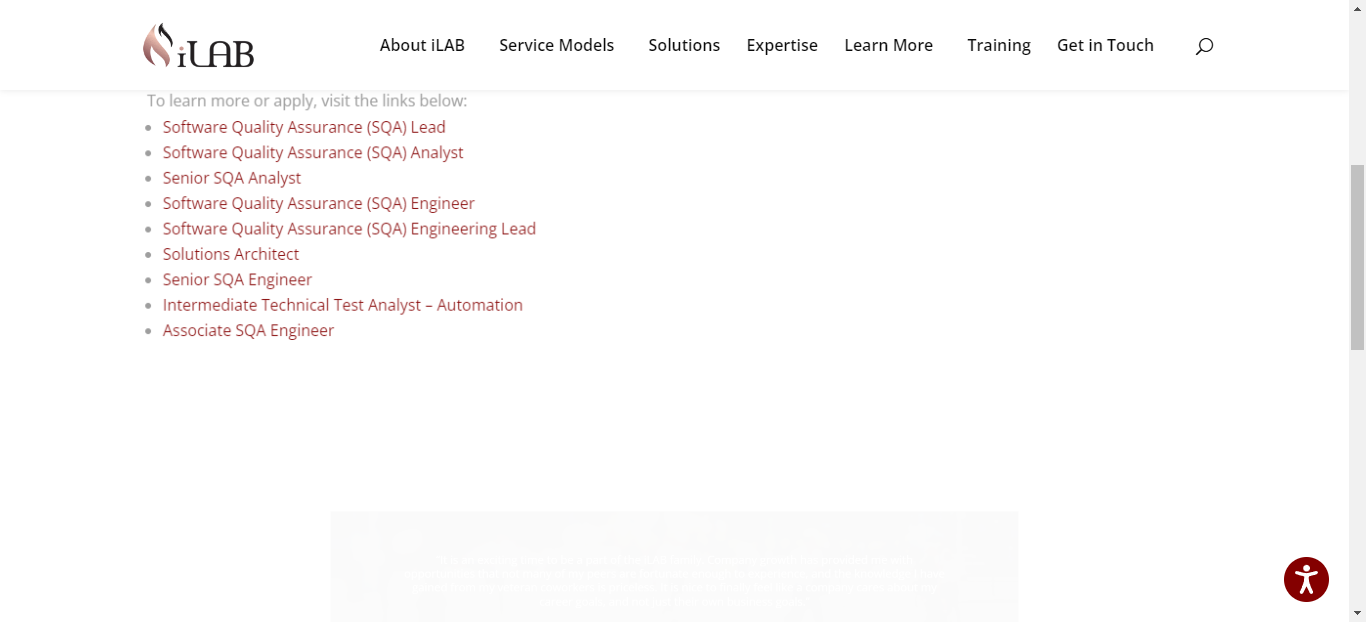 iLAB
About iLAB Service Models Solutions Expertise Learn More Training Get in Touch
To learn more or apply, visit the links below:
Software Quality Assurance (SQA) Lead
Software Quality Assurance (SQA) Analyst
Senior SQA Analyst
Software Quality Assurance (SQA) Engineer
Software Quality Assurance (SQA) Engineering Lead
Solutions Architect
Senior SQA Engineer
Intermediate Technical Test Analyst – Automation
Associate SQA Engineer